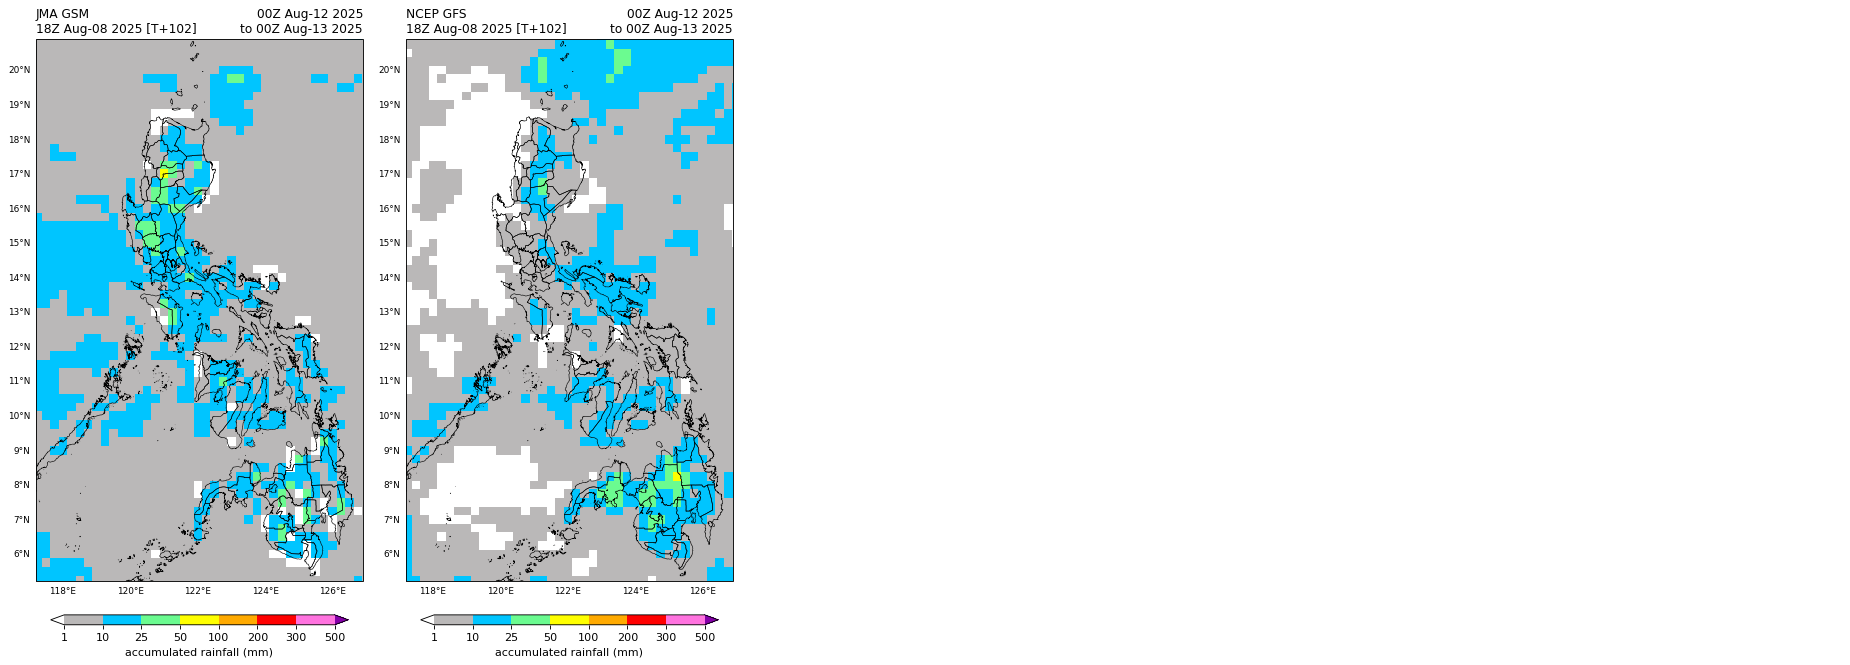 JMA GSM 00Z Aug-12 2025
18Z Aug-08 2025 [T+102] to 00Z Aug-13 2025
20°N
19°N
18°N
17°N
16°N
15°N
14°N
13°N
12°N
11°N
10°N
9°N
8°N
7°N
6°N
118°E 120°E 122°E 124°E 126°E
1 10 25 50 100 200 300 500
accumulated rainfall (mm)
NCEP GFS 00Z Aug-12 2025
18Z Aug-08 2025 [T+102] to 00Z Aug-13 2025
20°N
19°N
18°N
17°N
16°N
15°N
14°N
13°N
12°N
11°N
10°N
9°N
8°N
7°N
6°N
118°E 120°E 122°E 124°E 126°E
1 10 25 50 100 200 300 500
accumulated rainfall (mm)